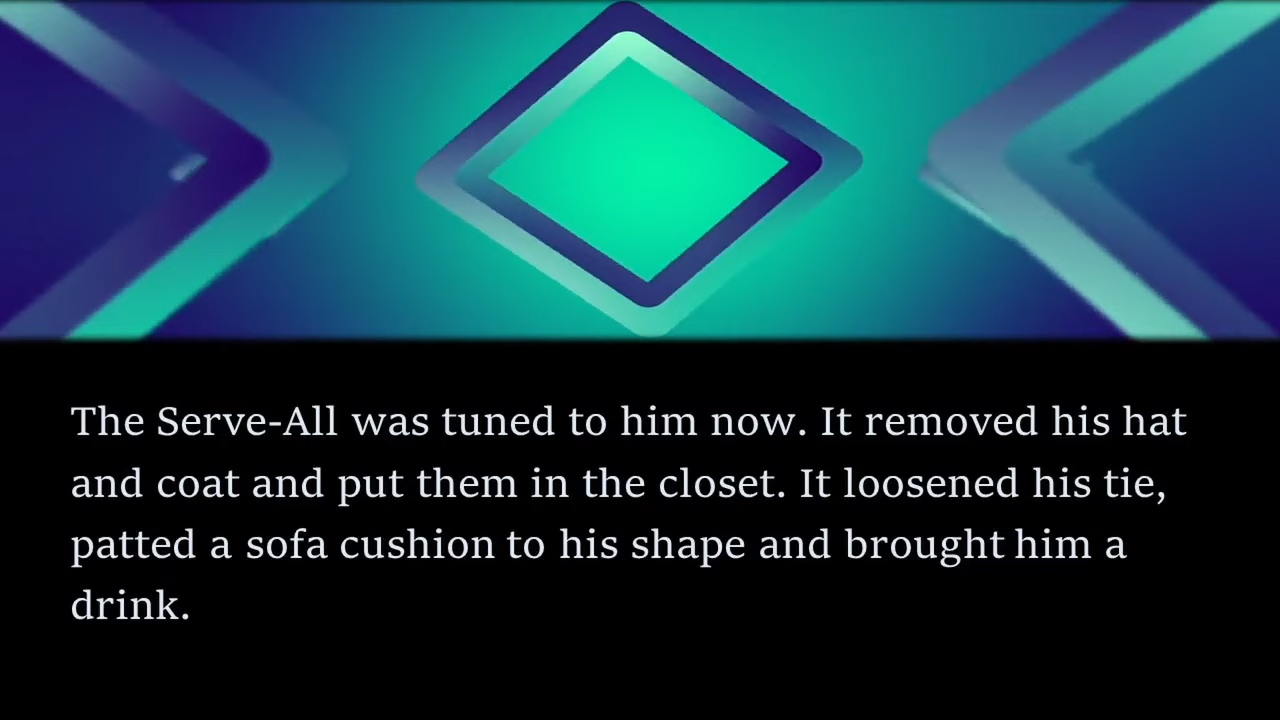 The Serve-All was tuned to him now. It removed his hat
and coat and put them in the closet. It loosened his tie,
patted a sofa cushion to his shape and brought him a
drink.